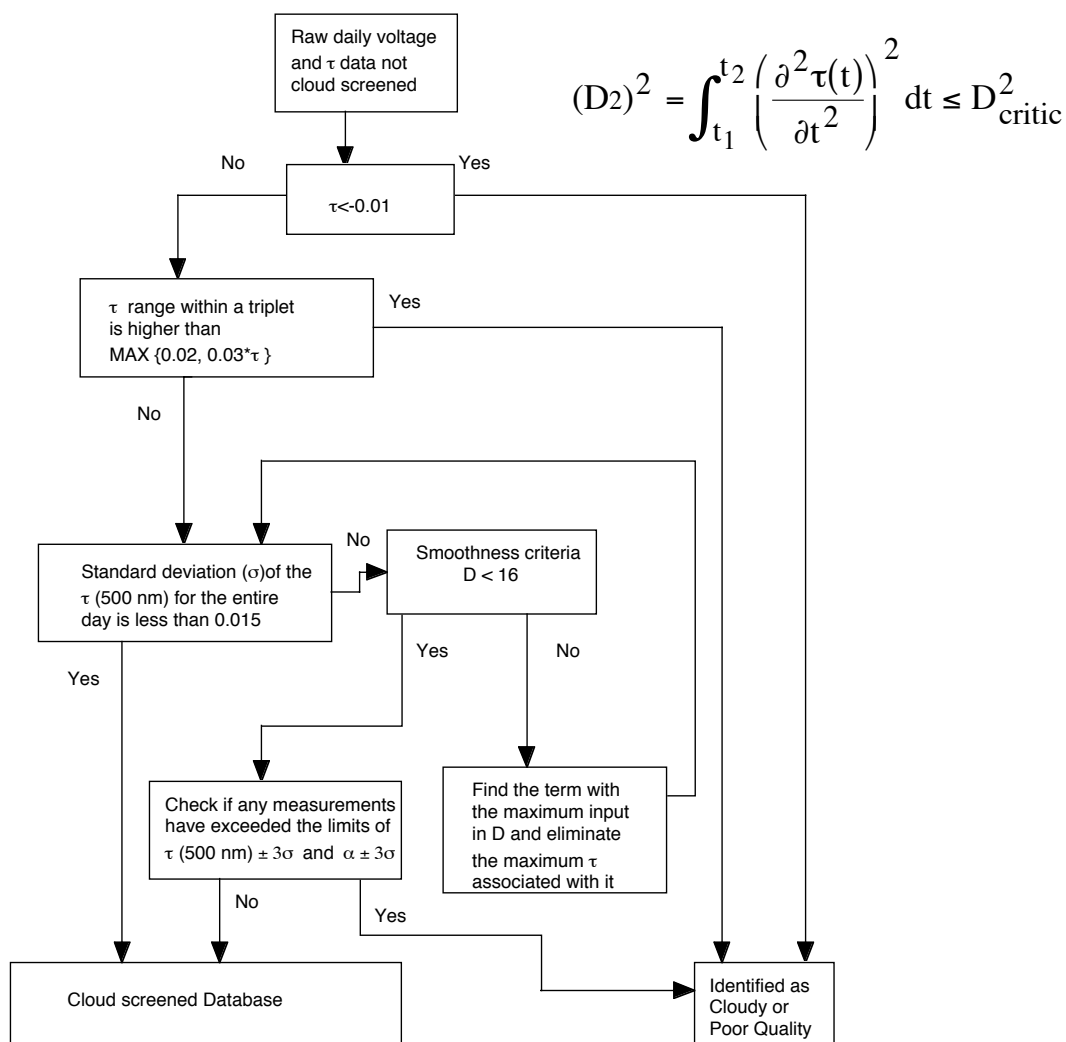 Raw daily voltage
and τ data not
cloud screened
(D2)² = ∫_{t₁}^{t₂} (∂²τ(t)/∂t²)² dt ≤ D²_critic
No
Yes
τ<-0.01
τ range within a triplet
is higher than
MAX {0.02, 0.03*τ }
Yes
No
Standard deviation (σ)of the
τ (500 nm) for the entire
day is less than 0.015
No
Smoothness criteria
D < 16
Yes
Yes
No
Check if any measurements
have exceeded the limits of
τ (500 nm) ± 3σ and α ± 3σ
Find the term with
the maximum input
in D and eliminate
the maximum τ
associated with it
No
Yes
Cloud screened Database
Identified as
Cloudy or
Poor Quality